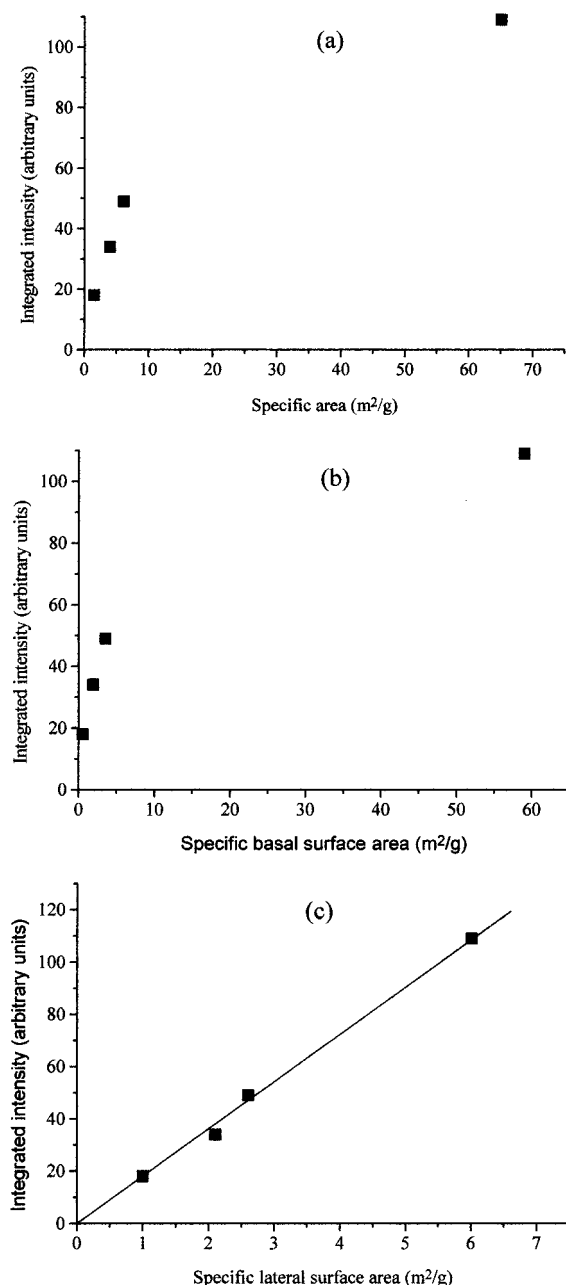 (a)
Integrated intensity (arbitrary units)
100
80
60
40
20
0
0 10 20 30 40 50 60 70
Specific area (m²/g)
(b)
Integrated intensity (arbitrary units)
100
80
60
40
20
0
0 10 20 30 40 50 60
Specific basal surface area (m²/g)
(c)
Integrated intensity (arbitrary units)
120
100
80
60
40
20
0
0 1 2 3 4 5 6 7
Specific lateral surface area (m²/g)